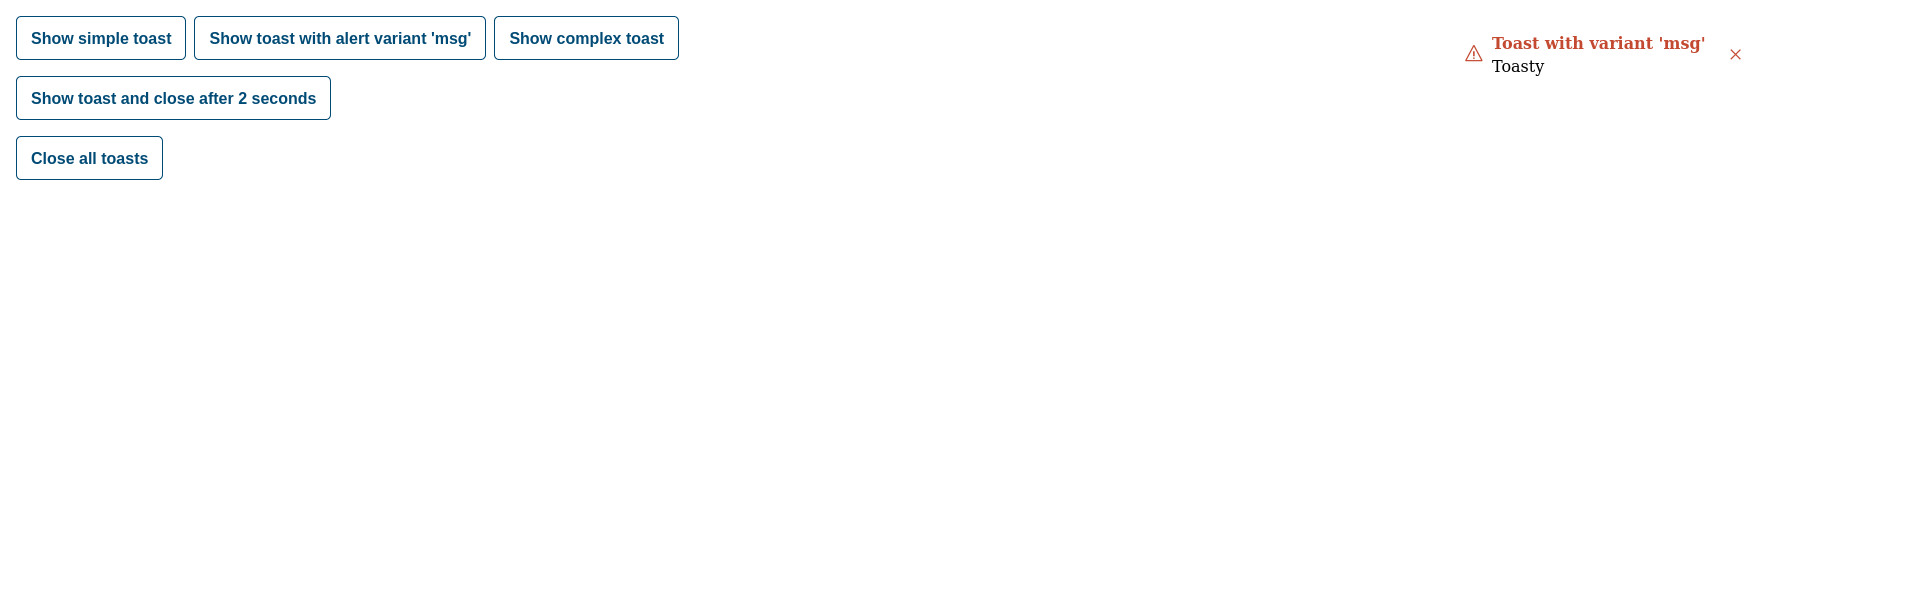 Show simple toast
Show toast with alert variant 'msg'
Show complex toast
Show toast and close after 2 seconds
Close all toasts
Toast with variant 'msg'
Toasty